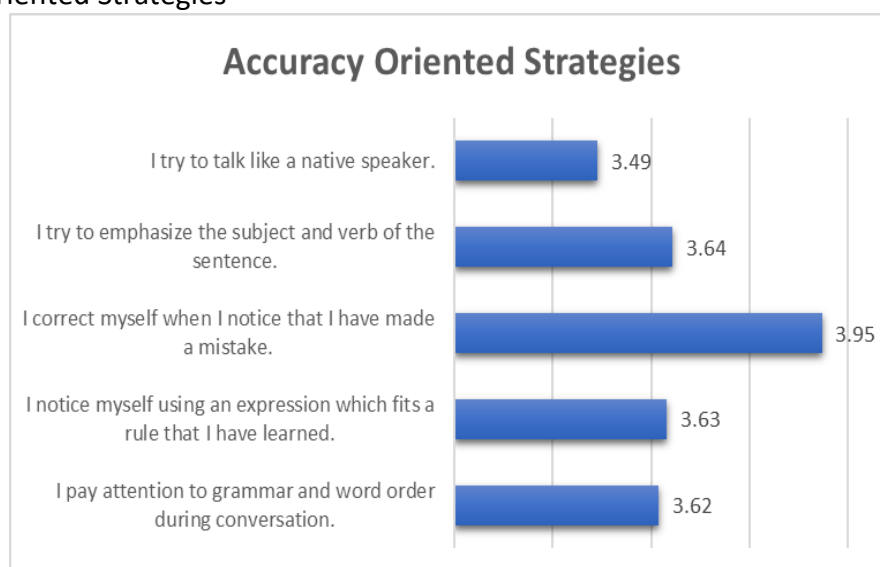 riented Strategies
Accuracy Oriented Strategies
I try to talk like a native speaker.
3.49
I try to emphasize the subject and verb of the
sentence.
3.64
I correct myself when I notice that I have made
a mistake.
3.95
I notice myself using an expression which fits a
rule that I have learned.
3.63
I pay attention to grammar and word order
during conversation.
3.62